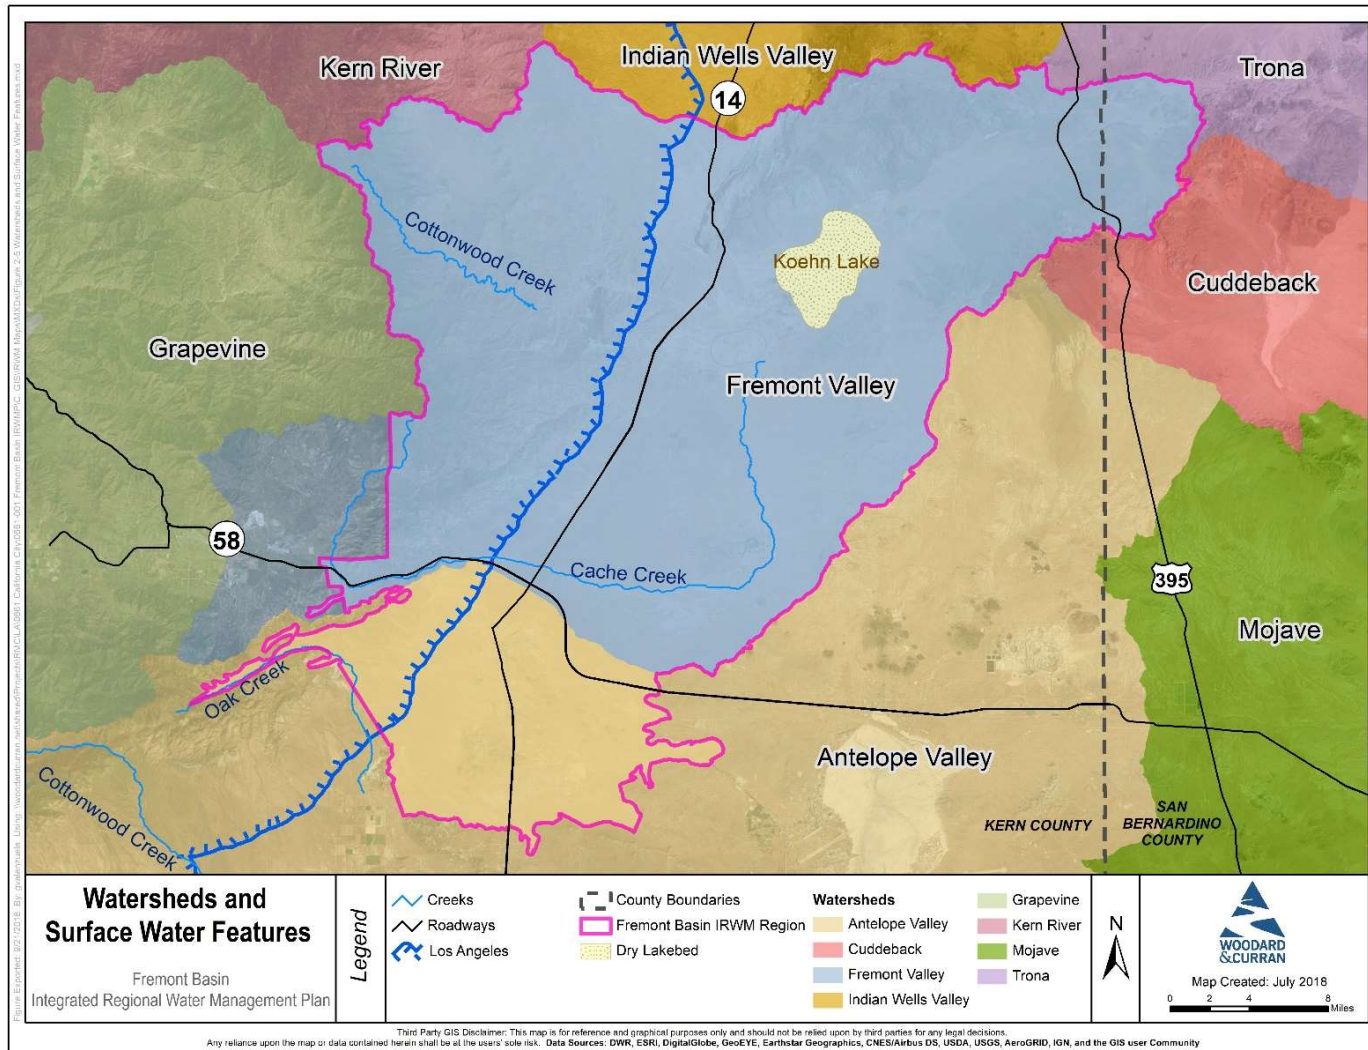 Kern River
Indian Wells Valley
Trona
14
Cottonwood Creek
Koehn Lake
Cuddeback
Grapevine
Fremont Valley
58
Cache Creek
395
Mojave
Oak Creek
Antelope Valley
Cottonwood Creek
KERN COUNTY
SAN
BERNARDINO
COUNTY
Watersheds and
Surface Water Features
Fremont Basin
Integrated Regional Water Management Plan
Legend
Creeks
Roadways
Los Angeles
County Boundaries
Fremont Basin IRWM Region
Dry Lakebed
Watersheds
Antelope Valley
Cuddeback
Fremont Valley
Indian Wells Valley
Grapevine
Kern River
Mojave
Trona
N
WOODARD
&CURRAN
Map Created: July 2018
0 2 4 8
Miles
Third Party GIS Disclaimer: This map is for reference and graphical purposes only and should not be relied upon by third parties for any legal decisions.
Any reliance upon the map or data contained herein shall be at the users' sole risk. Data Sources: DWR, ESRI, DigitalGlobe, GeoEYE, Earthstar Geographics, CNES/Airbus DS, USDA, USGS, AeroGRID, IGN, and the GIS user Community